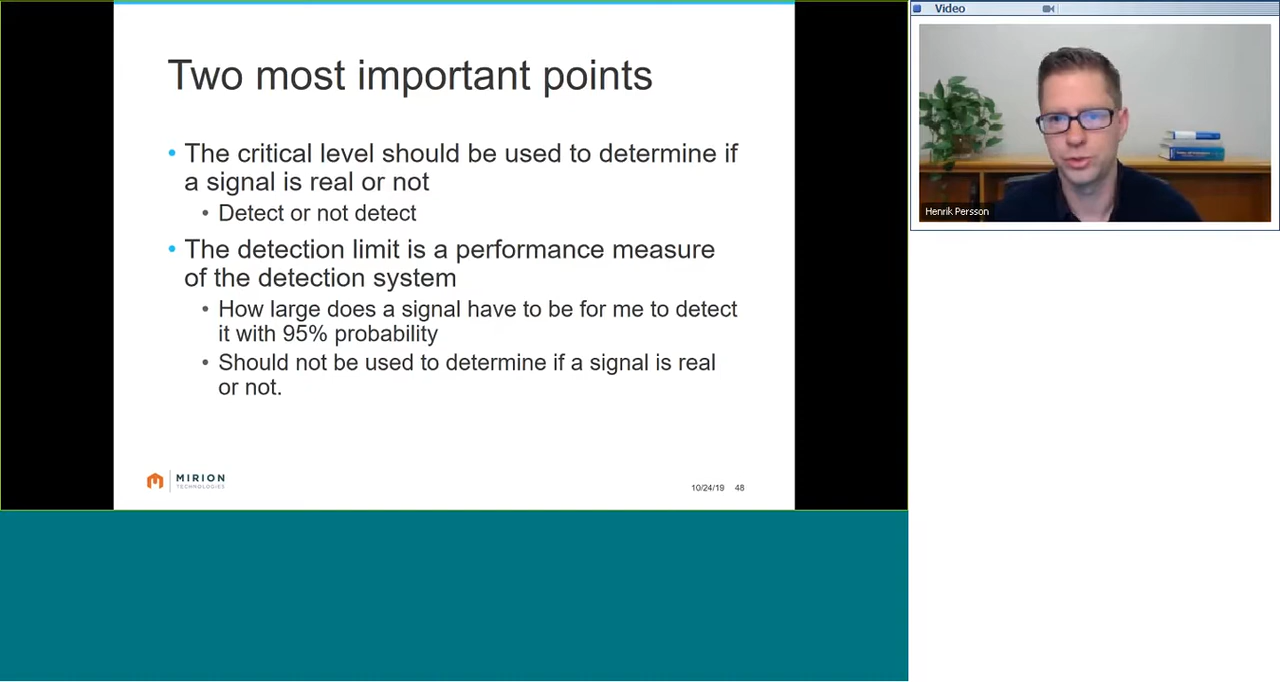 Two most important points
• The critical level should be used to determine if
a signal is real or not
• Detect or not detect
• The detection limit is a performance measure
of the detection system
• How large does a signal have to be for me to detect
it with 95% probability
• Should not be used to determine if a signal is real
or not.
MIRION
TECHNOLOGIES
10/24/19 48
Video
Henrik Persson